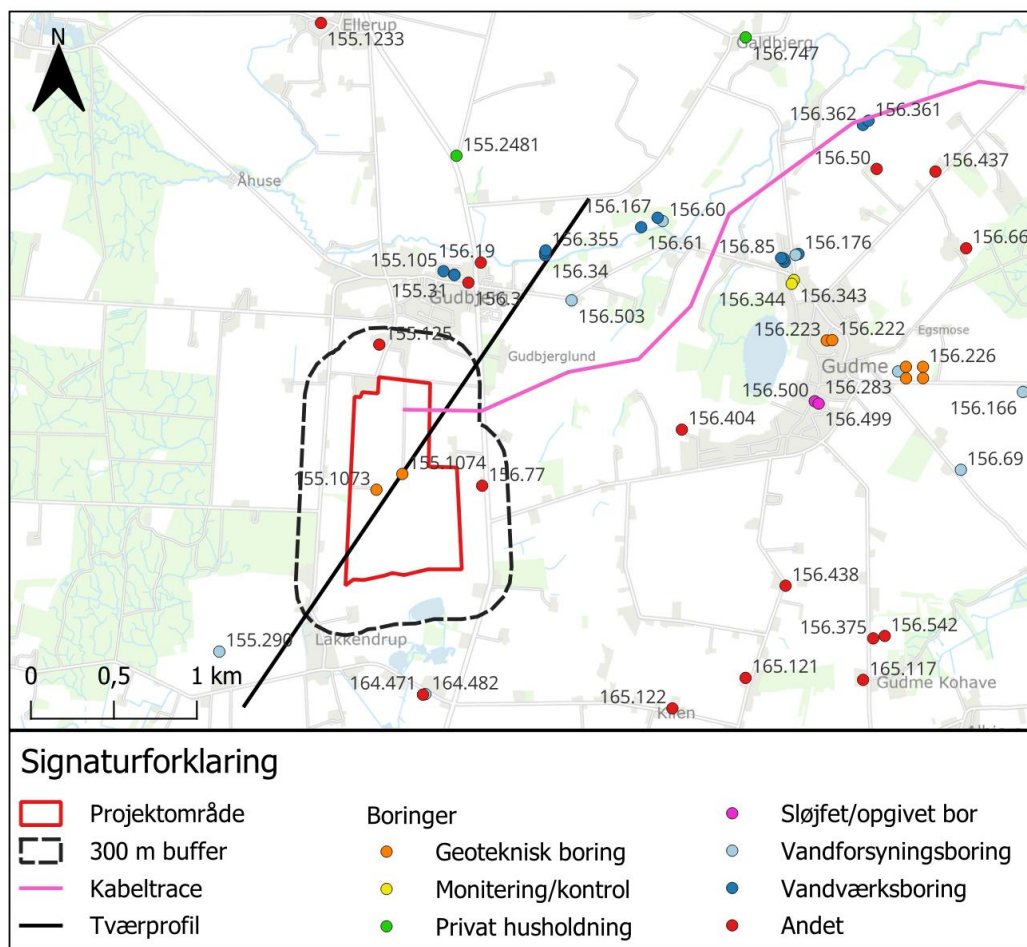 Ellerup
155.1233
N
Galdbjerg
156.747
156.362
156.361
155.2481
156.50
156.437
Åhuse
156.167
156.60
156.355
156.61
156.85
156.176
156.66
156.19
155.105
156.34
155.31
Gudbjerg
156.3
156.503
156.344
156.343
155.125
Gudbjerglund
156.223
156.222
Egsmose
Gudme
156.226
156.500
156.283
156.166
156.499
156.404
155.1074
155.1073
156.77
156.69
156.438
Lakkendrup
155.290
156.375
156.542
0
0,5
1 km
164.471
164.482
165.121
165.117
Gudme Kohave
165.122
Kilen
Signaturforklaring
Projektområde
Boringer
Sløjfet/opgivet bor
300 m buffer
Geoteknisk boring
Vandforsyningsboring
Kabeltrace
Monitering/kontrol
Vandværksboring
Tværprofil
Privat husholdning
Andet